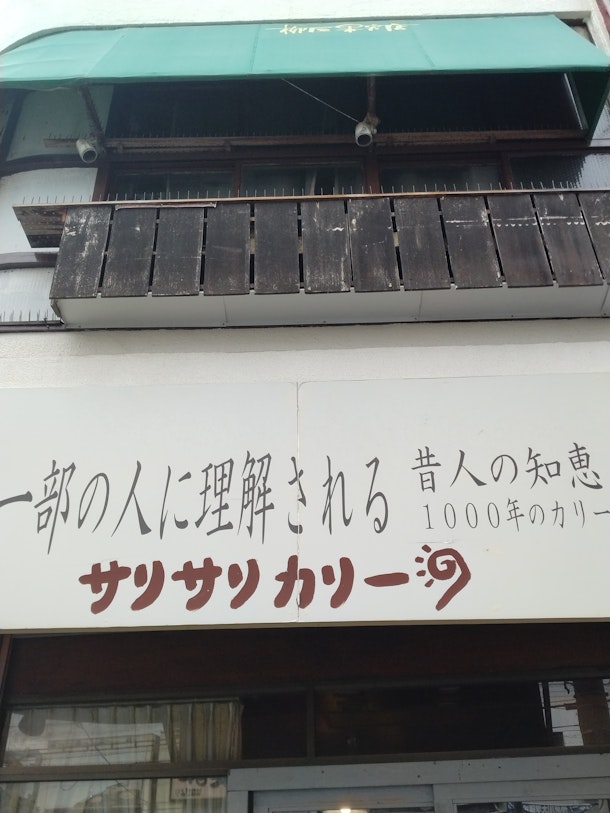 一部の人に理解される
昔人の知恵
1000年のカリー
サリサリカリー